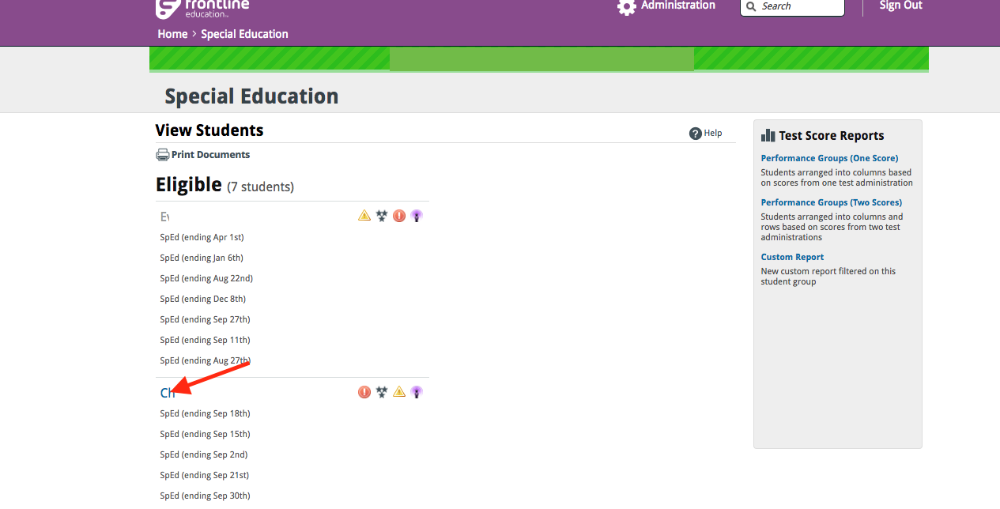 frontline
education™
Administration
Search
Sign Out
Home > Special Education
Special Education
View Students
Help
Print Documents
Eligible (7 students)
Ev
SpEd (ending Apr 1st)
SpEd (ending Jan 6th)
SpEd (ending Aug 22nd)
SpEd (ending Dec 8th)
SpEd (ending Sep 27th)
SpEd (ending Sep 11th)
SpEd (ending Aug 27th)
Ch
SpEd (ending Sep 18th)
SpEd (ending Sep 15th)
SpEd (ending Sep 2nd)
SpEd (ending Sep 21st)
SpEd (ending Sep 30th)
Test Score Reports
Performance Groups (One Score)
Students arranged into columns based
on scores from one test administration
Performance Groups (Two Scores)
Students arranged into columns and
rows based on scores from two test
administrations
Custom Report
New custom report filtered on this
student group